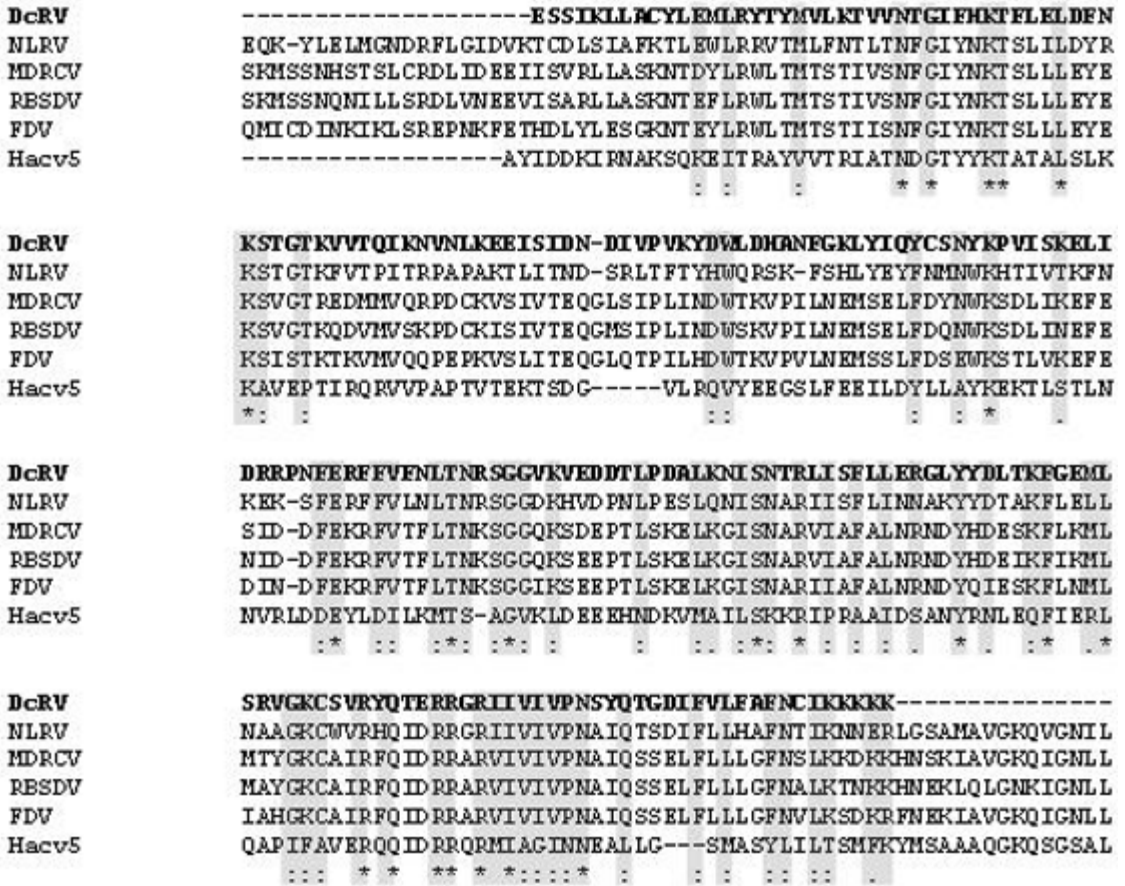 DcRV -------------------ESSIKLLACYLEMLRYTYMVLKTVVNTGIFHKTFLELDFN
NLRV EQK-YLELMGNDRFLGIDVKTCDLSIAFKTLEWLRRVTMLFNTLTNFGIYNKTSLILDYR
MDRCV SKMSSNHSTSLCRDLIDEEIISVRLLASKNTDYLRWLTMTSTIVSNFGIYNKTSLLLEYE
RBSDV SKMSSNQNILLSRDLVNEEVISARLLASKNTEFLRWLTMTSTIVSNFGIYNKTSLLLEYE
FDV QMICDINKIKLSREPNKFETHDLYLESGKNTEYLRWLTMTSTIISNFGIYNKTSLLLEYE
Hacv5 -----------------AYIDDKIRNAKSQKEITRAYVVTRIATNDGTYYKTATALSLK
: : : * * ** *
DcRV KSTGTKVVTQIKNVNLKEEISIDN-DIVPVKYDWLDHANFGKLYIQYCSNYKPVISKELI
NLRV KSTGTKFVTPITRPAPAKTLITND-SRLTFTYHWQRSK-FSHLYEYFNMNWKHTIVTKFN
MDRCV KSVGTREDMMVQRPDCKVSIVTEQGLSIPLINDWTKVPILNEMSELFDYNWKSDLIKEFE
RBSDV KSVGTKQDVMVSKPDCKISIVTEQGMSIPLINDWSKVPILNEMSELFDQNWKSDLINEFE
FDV KSISTKTKVMVQQPEPKVSLITEQGLQTPILHDWTKVPVLNEMSSLFDSEWKSTLVKEFE
Hacv5 KAVEPTIRQRVVPAPTVTEKTSDG-----VLRQVYEEGSLFEEILDYLLAYKEKTLSTLN
*: : :: : : * .
DcRV DRRPNFERFFVFNLTNRSGGVKVEDDTLPDALKNISNTRLISFLLERGLYYDLTKFGEML
NLRV KEK-SFERFFVLNLTNRSGGDKHVDPNLPESLQNISNARIISFLINNAKYYDTAKFLELL
MDRCV SID-DFEKRFVTFLTNKSGGQKSDEPTLSKELKGISNARVIAFALNRNDYHDESKFLKML
RBSDV NID-DFEKRFVTFLTNKSGGQKSEEPTLSKELKGISNARVIAFALNRNDYHDEIKFIKML
FDV DIN-DFEKRFVTFLTNKSGGIKSEEPTLSKELKGISNARIIAFALNRNDYQIESKFLNML
Hacv5 NVRLDDEYLDILKMTS-AGVKLDEEEHNDKVMAILSKKRIPRAAIDSANYRNLEQFIERL
:* :: :*: :*: : : :: :*: * : : : . * :* . *
DcRV SRVGKCSVRYQTERRGRIIVIVPNSYQTGDIFVLFAFNCIKKKKK---------------
NLRV NAAGKCWVRHQIDRRGRIIVIVPNAIQTSDIFLLHAFNTIKNNERLGSAMAVGKQVGNIL
MDRCV MTYGKCAIRFQIDRRARVIVIVPNAIQSSELFLLLGFNSLKKDKKHNSKIAVGKQIGNLL
RBSDV MAYGKCAIRFQIDRRARVIVIVPNAIQSSELFLLLGFNALKTNKKHNEKLQLGNKIGNLL
FDV IAHGKCAIRFQIDRRARVIVIVPNAIQSSELFLLLGFNVLKSDKRFNEKIAVGKQIGNLL
Hacv5 QAPIFAVERQQIDRRQRMIAGINNEALLG---SMASYLILTSMFKYMSAAAQGKQSGSAL
::: * * ** * *::::* : : : :: :: .